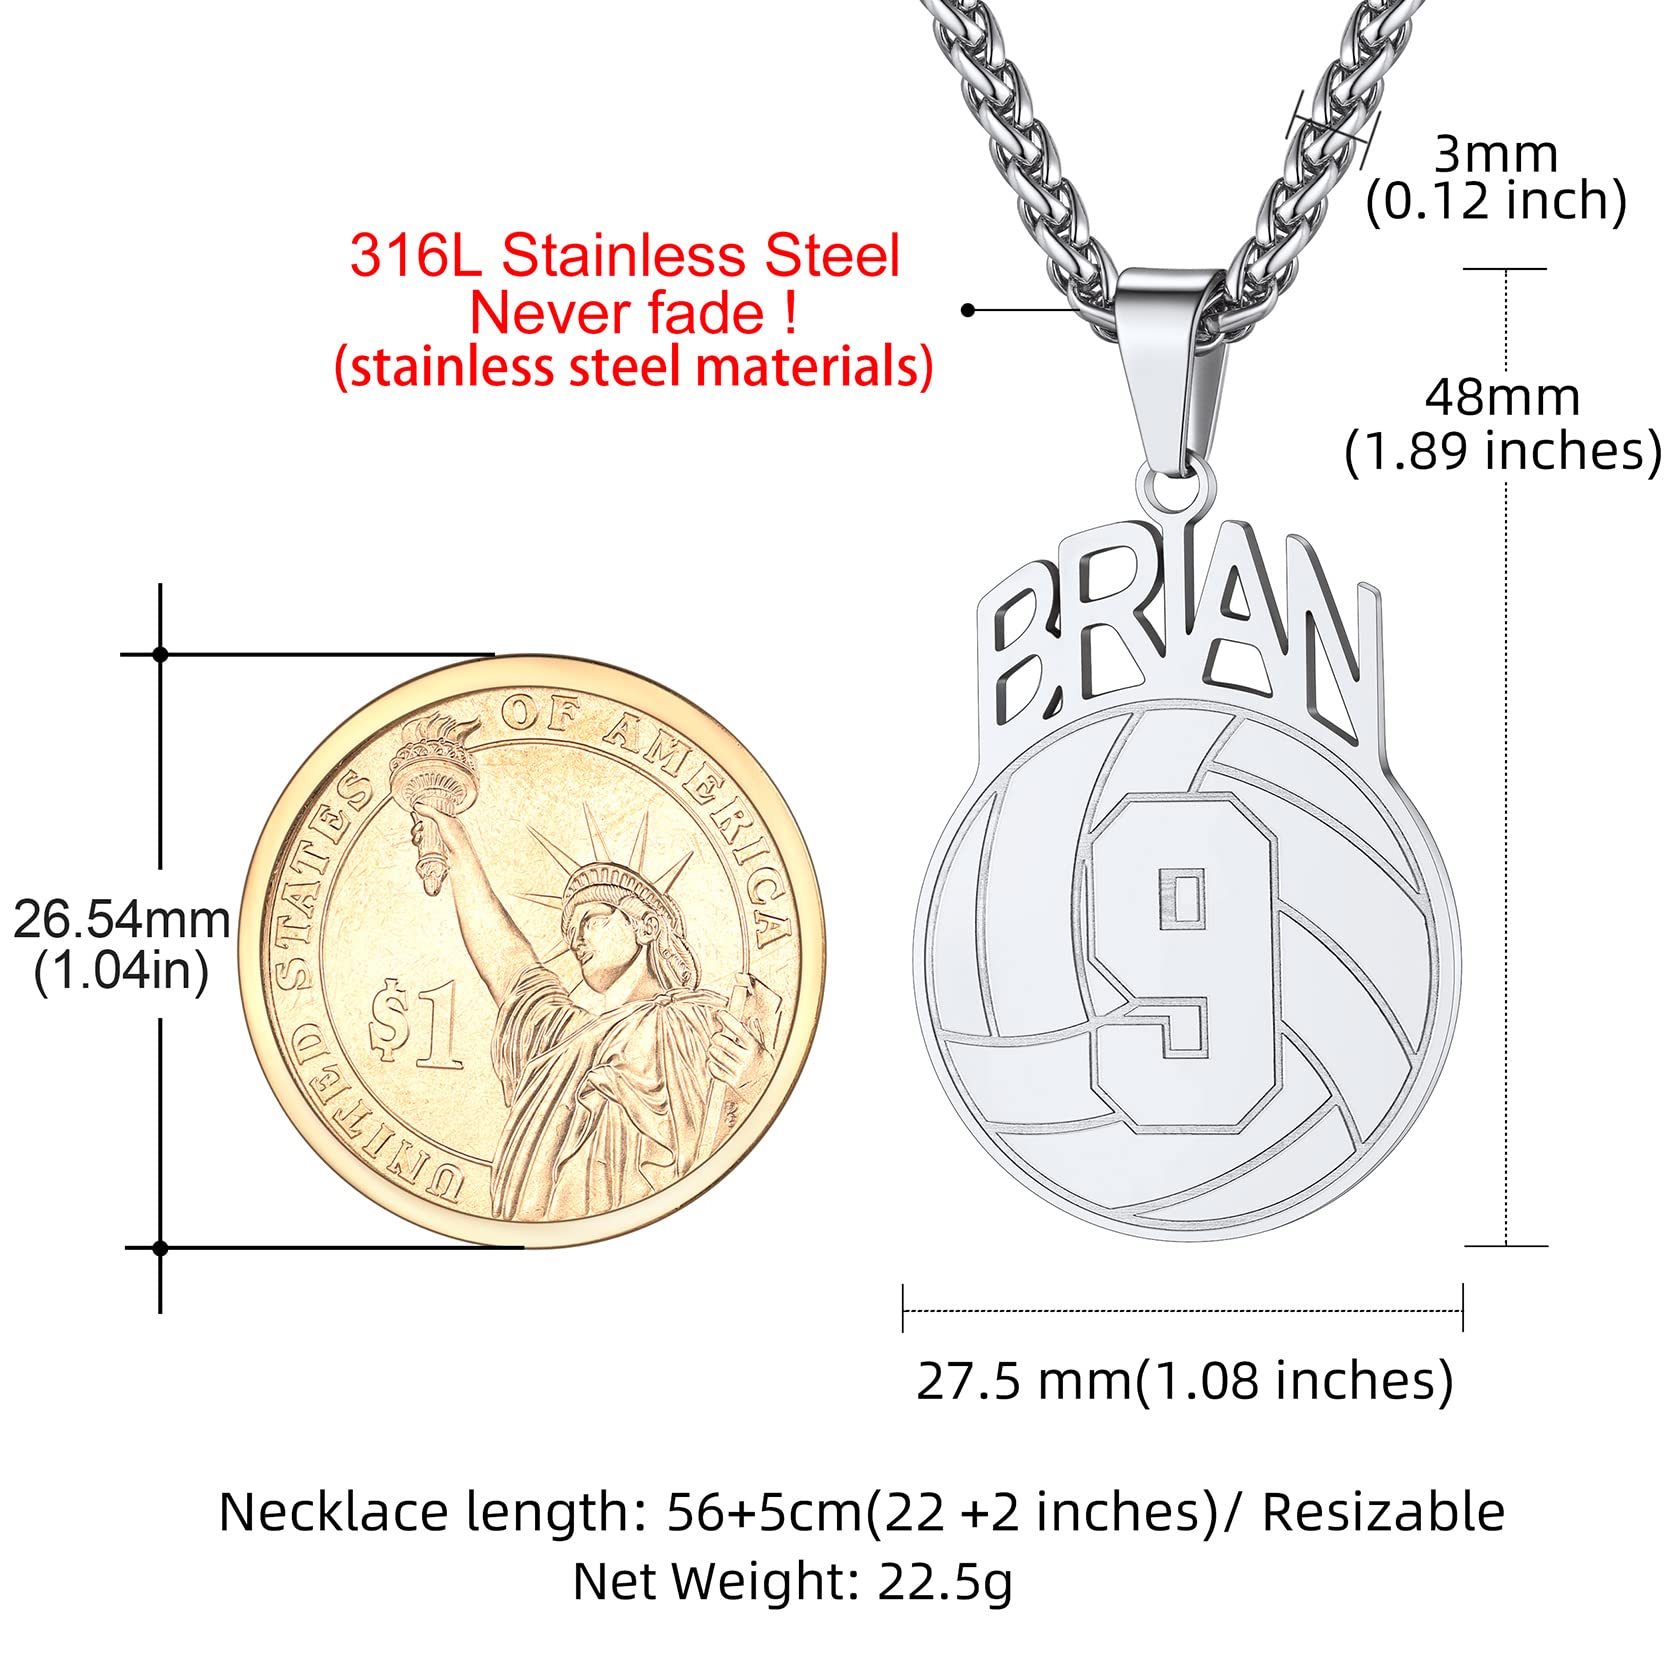 3mm
(0.12 inch)
316L Stainless Steel
Never fade !
(stainless steel materials)
48mm
(1.89 inches)
BRIAN
9
26.54mm
(1.04in)
UNITED STATES OF AMERICA
$1
27.5 mm(1.08 inches)
Necklace length: 56+5cm(22 +2 inches)/ Resizable
Net Weight: 22.5g